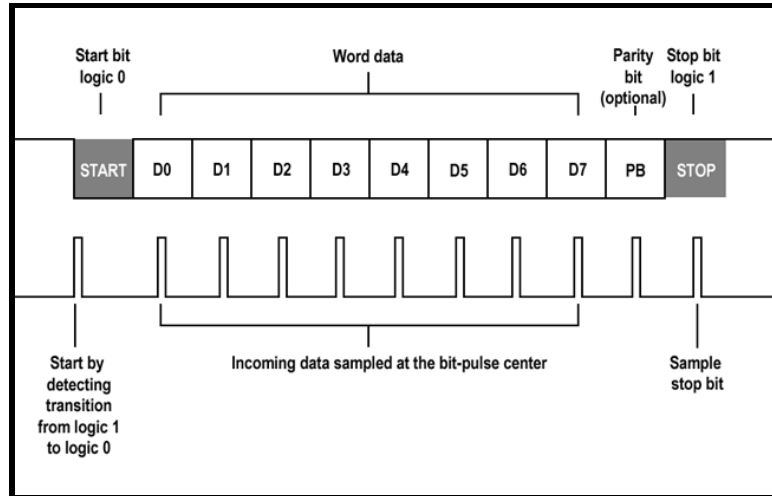 Start bit
logic 0
Word data
Parity
bit
(optional)
Stop bit
logic 1
START D0 D1 D2 D3 D4 D5 D6 D7 PB STOP
Start by
detecting
transition
from logic 1
to logic 0
Incoming data sampled at the bit-pulse center
Sample
stop bit